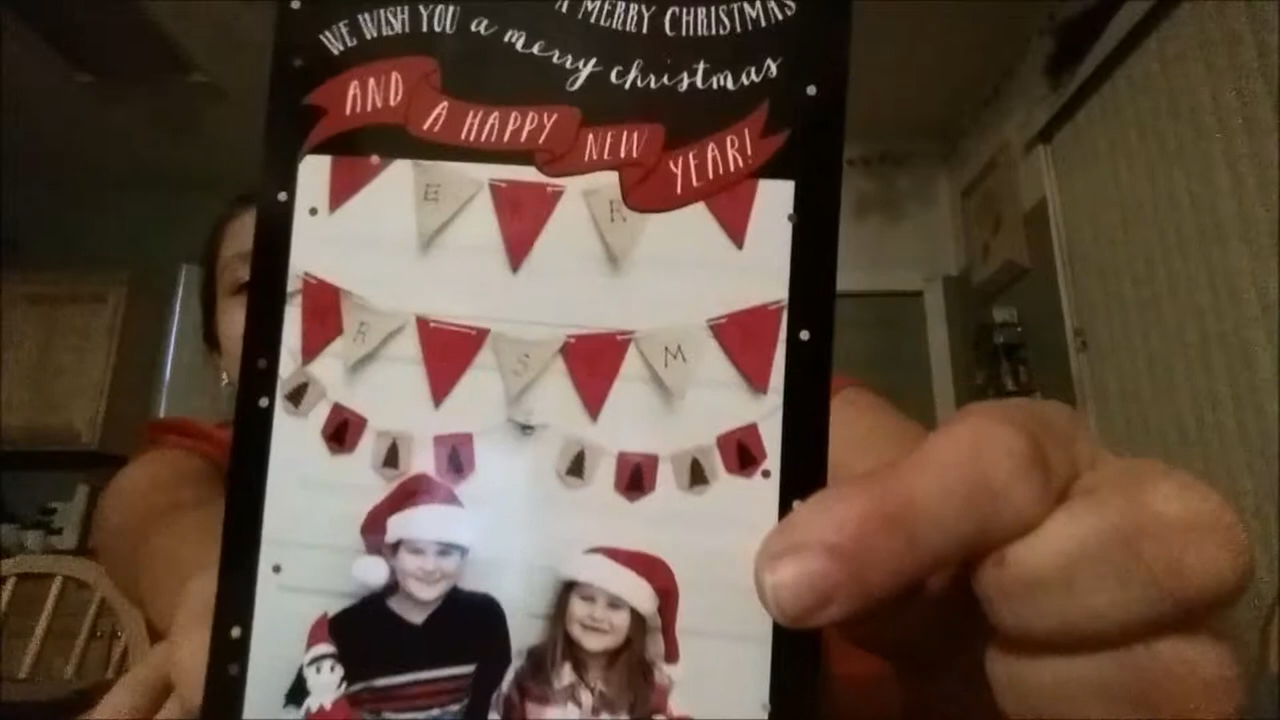 A MERRY CHRISTMAS
WE WISH YOU a merry christmas
AND A HAPPY NEW YEAR!
E R
R S M